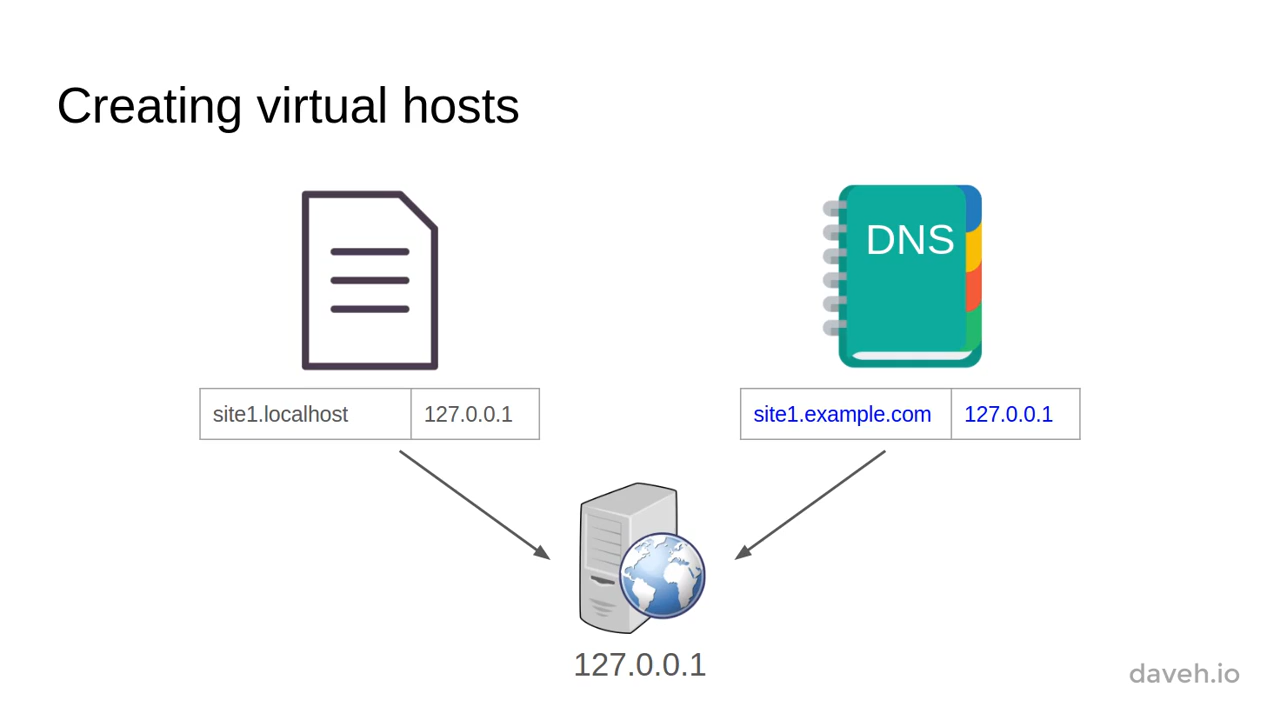 Creating virtual hosts
DNS
site1.localhost 127.0.0.1
site1.example.com 127.0.0.1
127.0.0.1
daveh.io